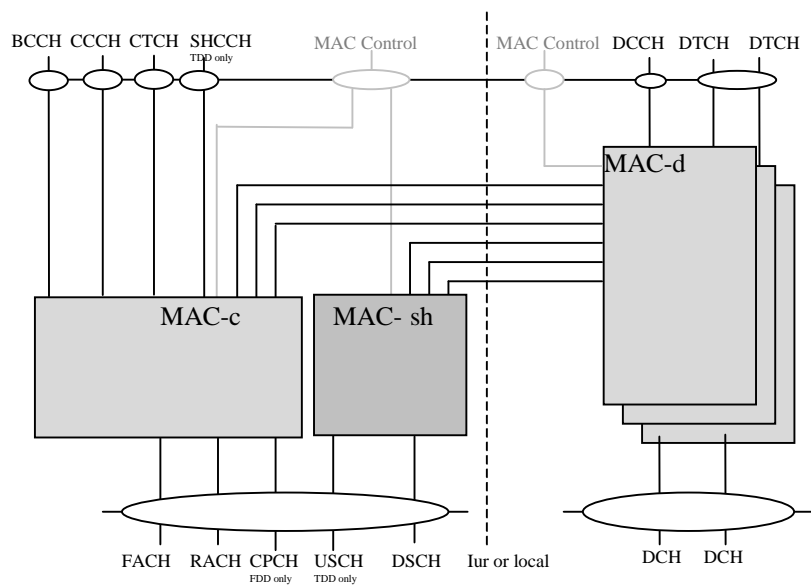 BCCH CCCH CTCH SHCCH MAC Control MAC Control DCCH DTCH DTCH
TDD only
MAC-d
MAC-c MAC- sh
FACH RACH CPCH USCH DSCH Iur or local DCH DCH
FDD only TDD only